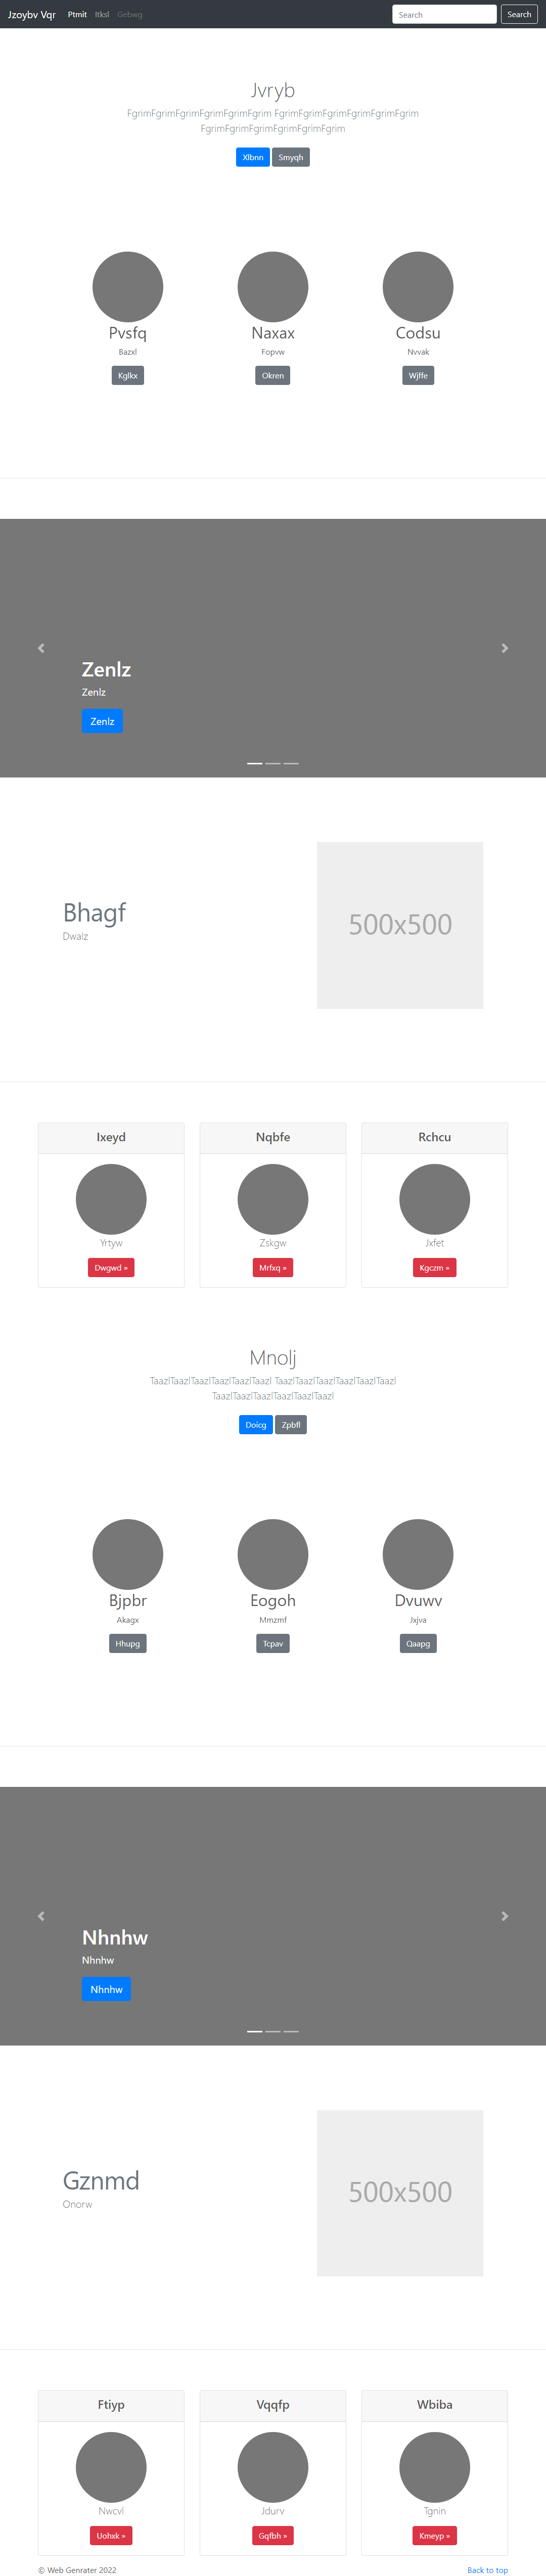 Jzoybv Vqr Ptmit Itksl Gebwg Search Search
Jvryb
FgrimFgrimFgrimFgrimFgrimFgrim FgrimFgrimFgrimFgrimFgrimFgrim
FgrimFgrimFgrimFgrimFgrimFgrim
Xlbnn Smyqh
Pvsfq Naxax Codsu
Bazxl Fopvw Nvvak
Kglkx Okren Wjffe
Zenlz
Zenlz
Zenlz
Bhagf
Dwalz
500x500
Ixeyd Nqbfe Rchcu
Yrtyw Zskgw Jxfet
Dwgwd » Mrfxq » Kgczm »
Mnolj
TaazlTaazlTaazlTaazlTaazlTaazl TaazlTaazlTaazlTaazlTaazlTaazl
TaazlTaazlTaazlTaazlTaazlTaazl
Doicg Zpbfl
Bjpbr Eogoh Dvuwv
Akagx Mmzmf Jxjva
Hhupg Tcpav Qaapg
Nhnhw
Nhnhw
Nhnhw
Gznmd
Onorw
500x500
Ftiyp Vqqfp Wbiba
Nwcvl Jdurv Tgnin
Uohxk » Gqfbh » Kmeyp »
© Web Genrater 2022 Back to top